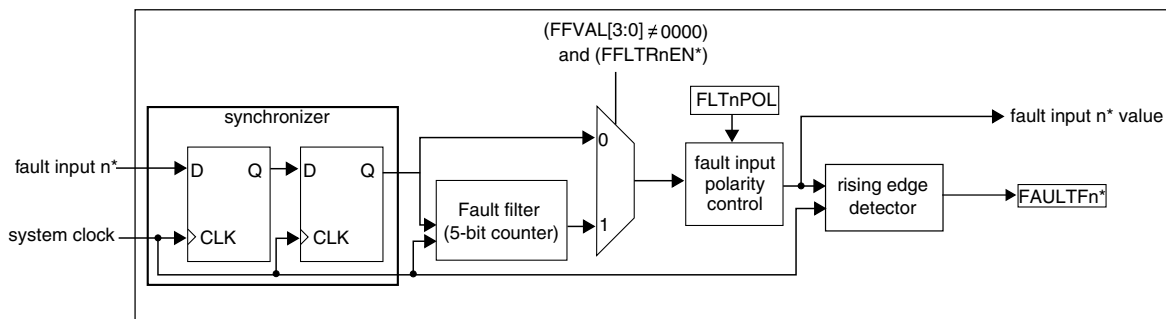 (FFVAL[3:0] ≠ 0000)
and (FFLTRnEN*)
FLTnPOL
synchronizer
fault input n* value
0
fault input n*
D Q
D Q
fault input
polarity
control
rising edge
detector
FAULTFn*
Fault filter
(5-bit counter)
1
system clock
CLK
CLK